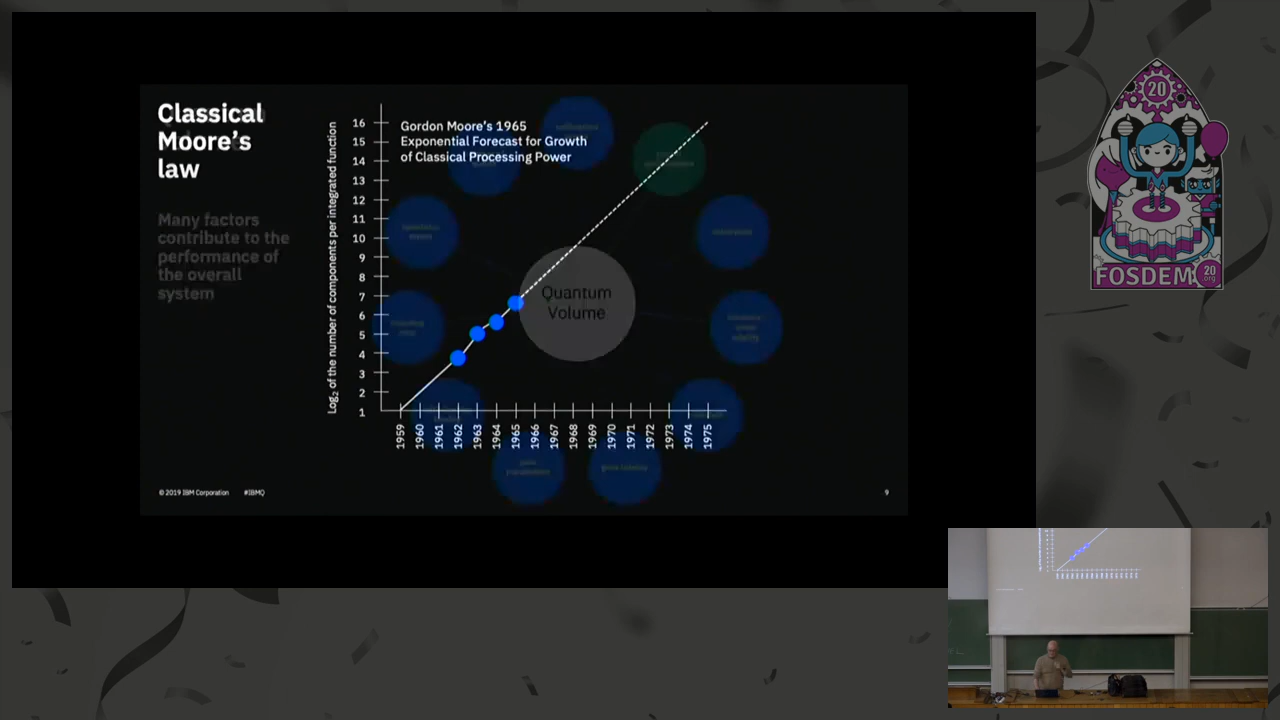 Classical
Moore's
law
Many factors
contribute to the
performance of
the overall
system
Gordon Moore's 1965
Exponential Forecast for Growth
of Classical Processing Power
Log2 of the number of components per integrated function
16
15
14
13
12
11
10
9
8
7
6
5
4
3
2
1
Quantum
Volume
1959
1960
1961
1962
1963
1964
1965
1966
1967
1968
1969
1970
1971
1972
1973
1974
1975
© 2019 IBM Corporation
#IBMQ
9
20
FOSDEM
20
.org